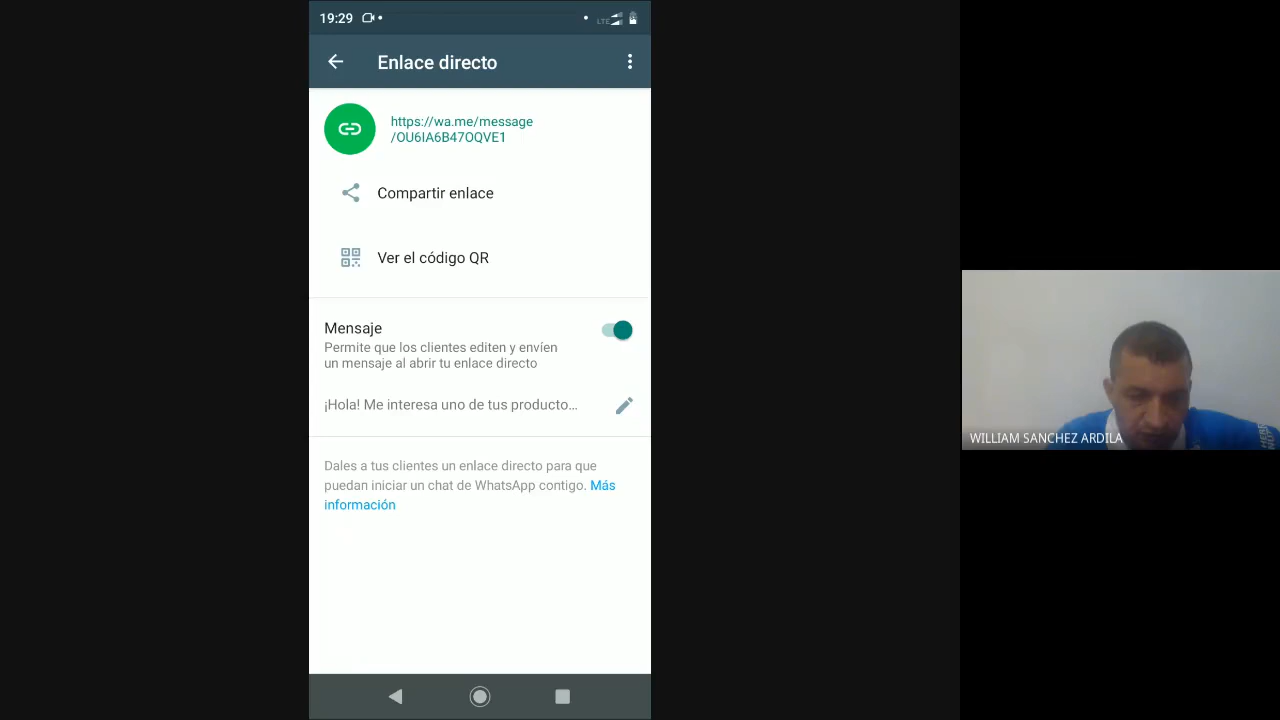 19:29
LTE
Enlace directo
https://wa.me/message
/OU6IA6B47OQVE1
Compartir enlace
Ver el código QR
Mensaje
Permite que los clientes editen y envíen
un mensaje al abrir tu enlace directo
¡Hola! Me interesa uno de tus producto...
Dales a tus clientes un enlace directo para que
puedan iniciar un chat de WhatsApp contigo. Más
información
WILLIAM SANCHEZ ARDILA